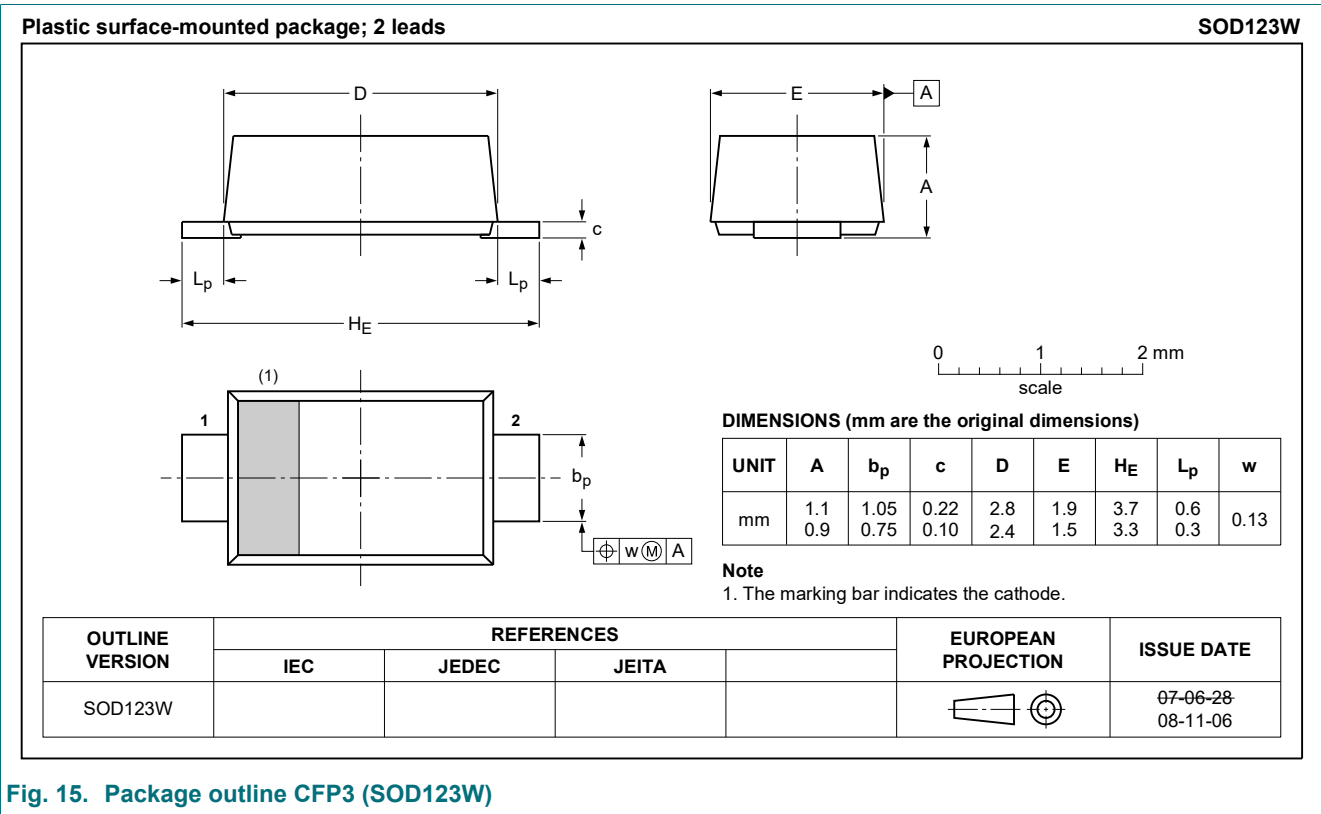 Plastic surface-mounted package; 2 leads
SOD123W
D
E
A
A
c
Lp
Lp
HE
(1)
1
2
bp
w M A
0 1 2 mm
scale
DIMENSIONS (mm are the original dimensions)
UNIT A bp c D E HE Lp w
mm 1.1 1.05 0.22 2.8 1.9 3.7 0.6 0.13
0.9 0.75 0.10 2.4 1.5 3.3 0.3
Note
1. The marking bar indicates the cathode.
OUTLINE VERSION
REFERENCES
EUROPEAN PROJECTION
ISSUE DATE
IEC JEDEC JEITA
SOD123W
07-06-28
08-11-06
Fig. 15. Package outline CFP3 (SOD123W)